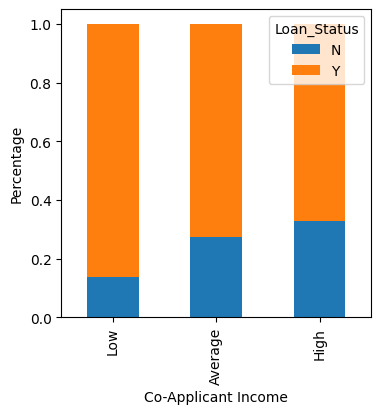 Loan_Status
N
Y
1.0
0.8
0.6
0.4
0.2
0.0
Percentage
Low
Average
High
Co-Applicant Income